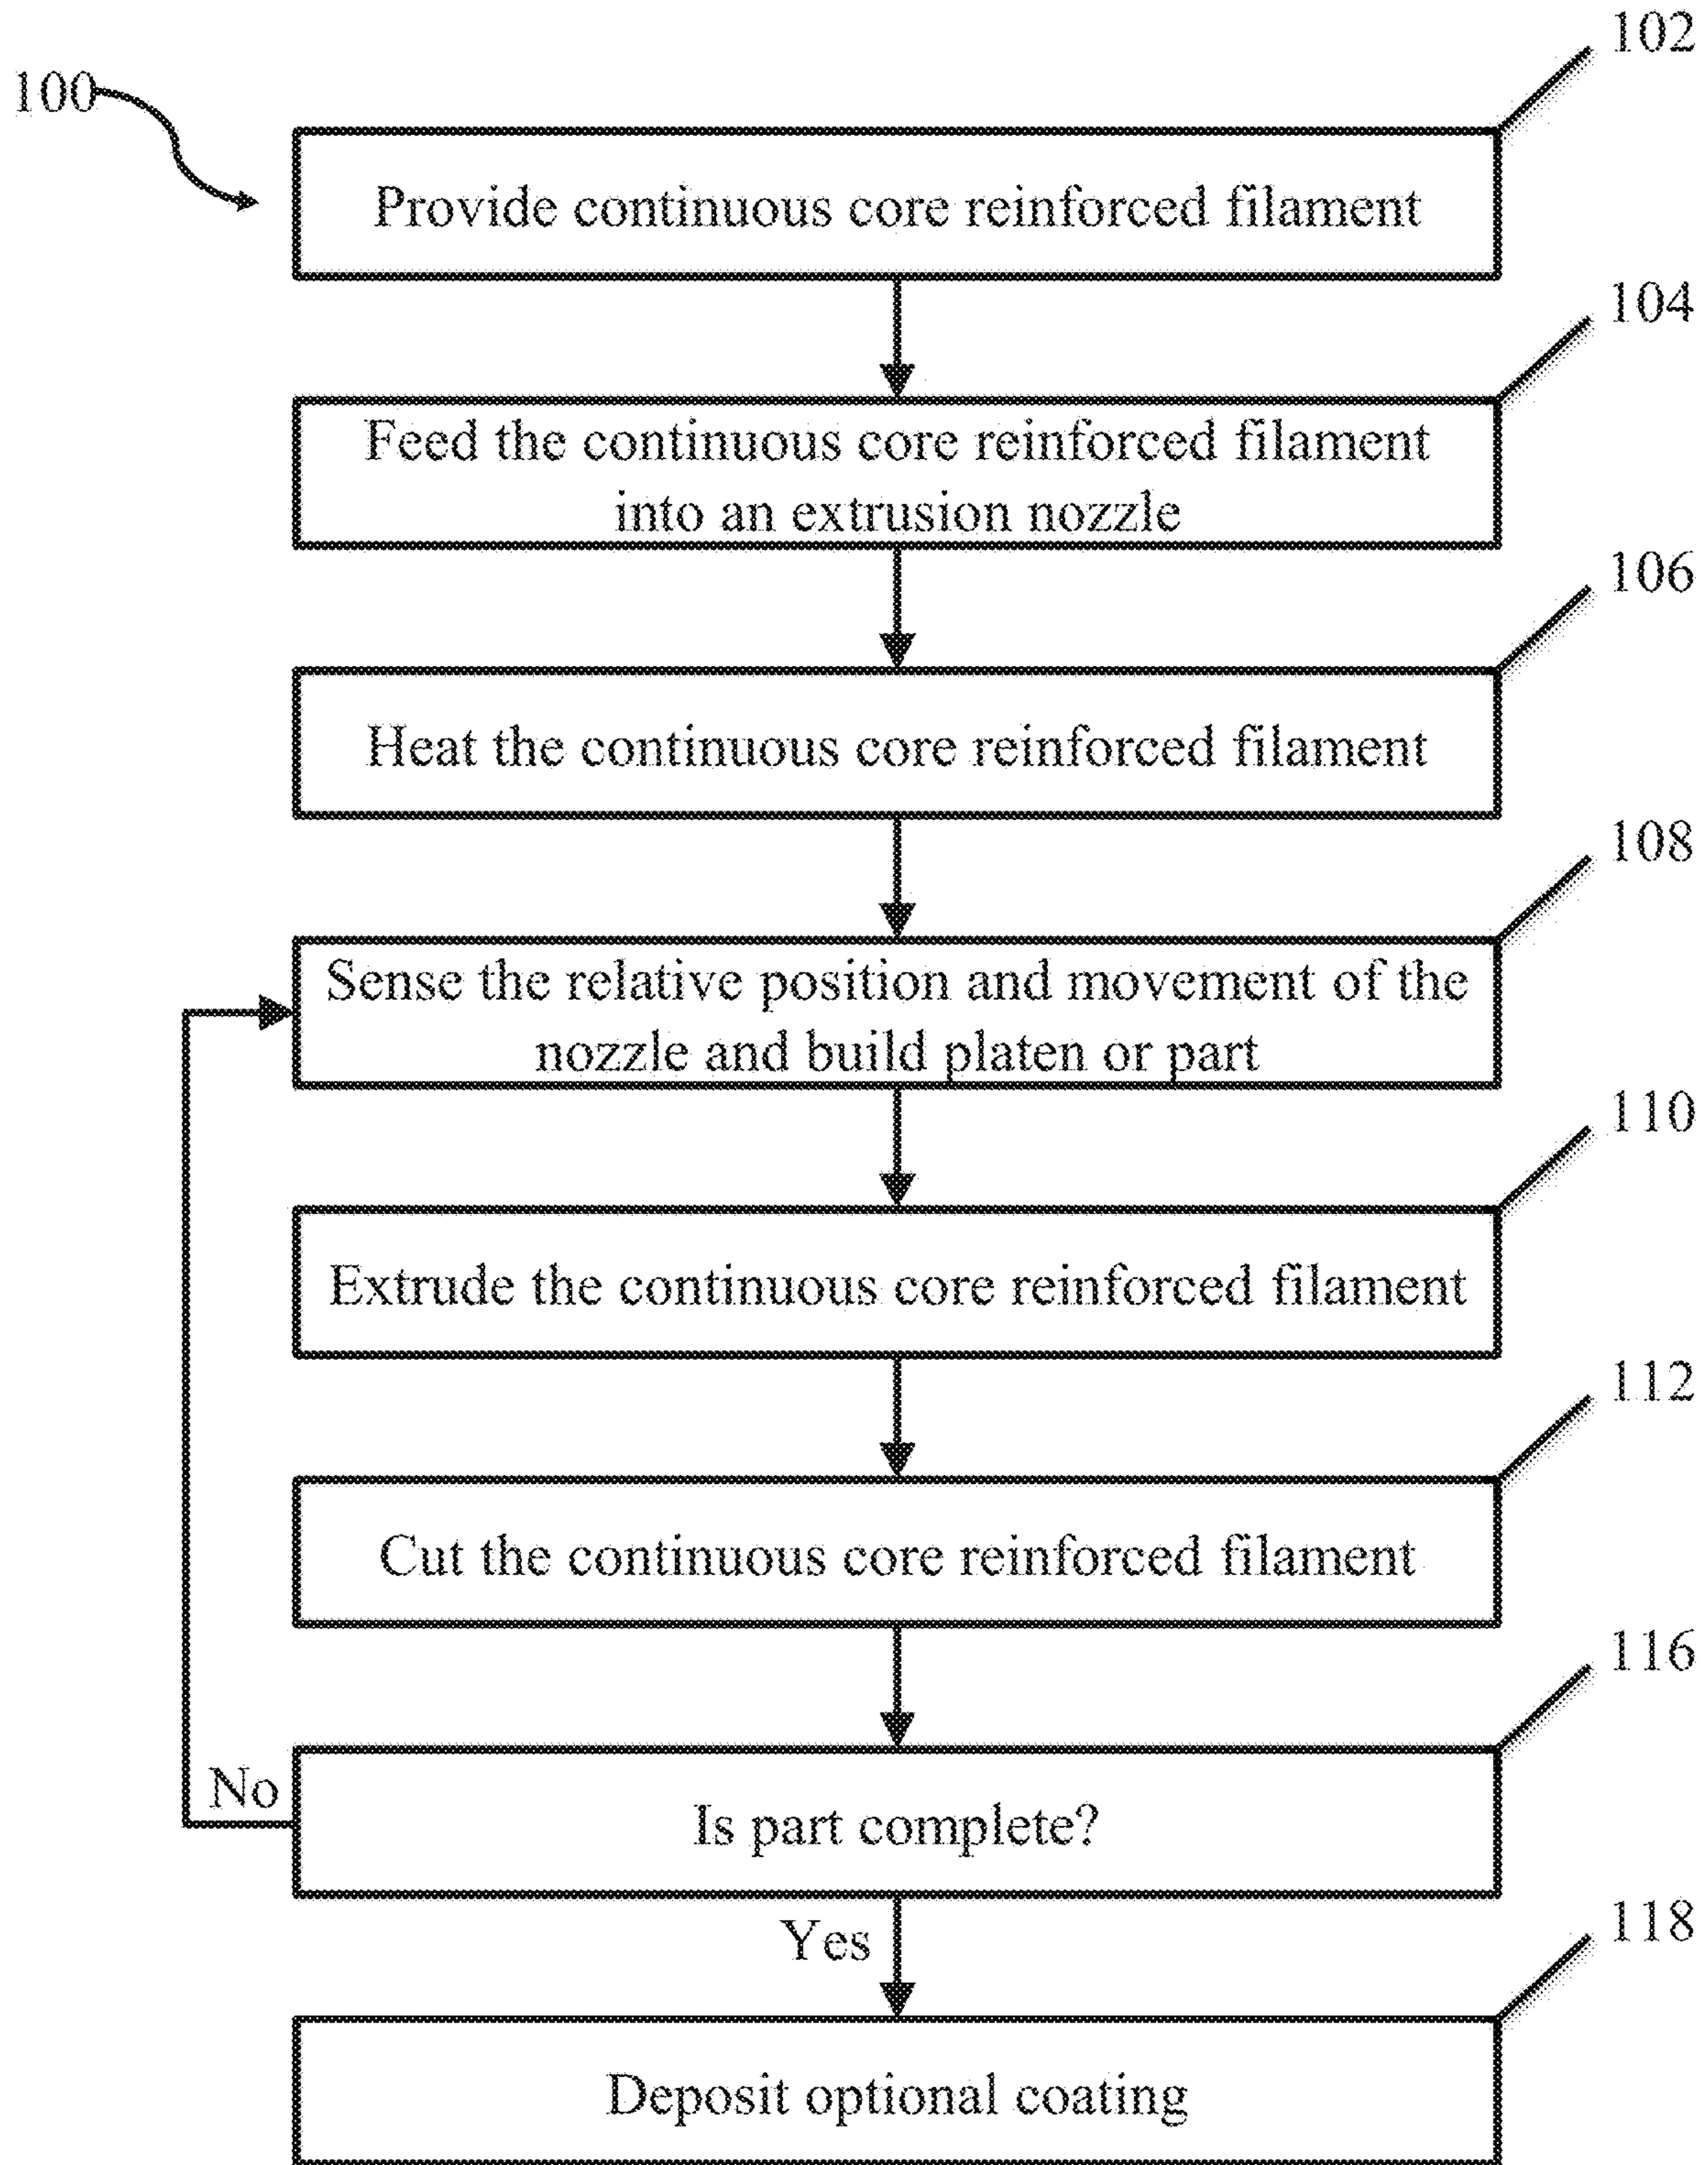 102
100
Provide continuous core reinforced filament
104
Feed the continuous core reinforced filament
into an extrusion nozzle
106
Heat the continuous core reinforced filament
108
Sense the relative position and movement of the
nozzle and build platen or part
110
Extrude the continuous core reinforced filament
112
Cut the continuous core reinforced filament
116
No
Is part complete?
Yes
118
Deposit optional coating